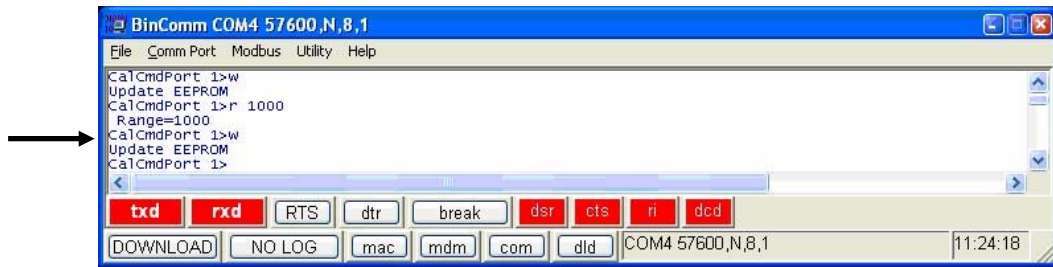 BinComm COM4 57600,N,8,1
File Comm Port Modbus Utility Help
CalCmdPort 1>w
Update EEPROM
CalCmdPort 1>r 1000
Range=1000
CalCmdPort 1>w
Update EEPROM
CalCmdPort 1>
txd rxd RTS dtr break dsr cts ri dcd
DOWNLOAD NO LOG mac mdm com dld COM4 57600,N,8,1 11:24:18